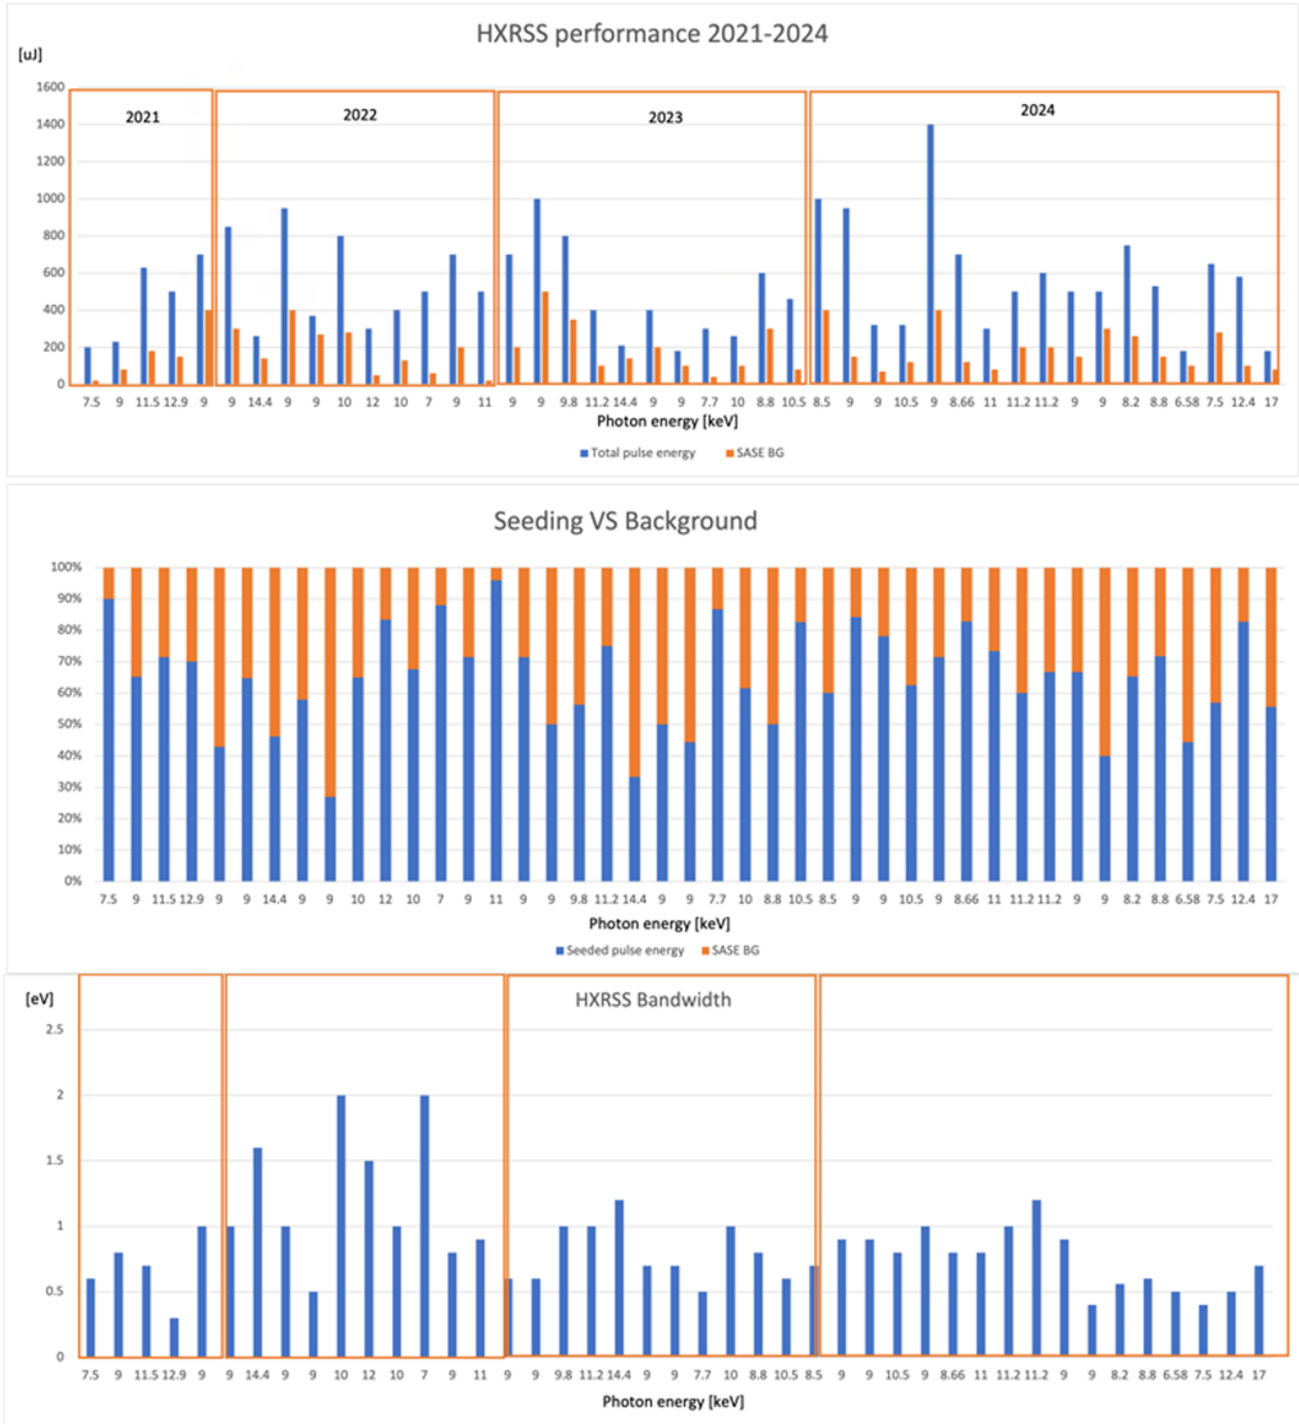 HXRSS performance 2021-2024
[uJ]
1600
1400
1200
1000
800
600
400
200
0
2021
2022
2023
2024
7.5 9 11.5 12.9 9 9 14.4 9 9 10 12 10 7 9 11 9 9 9.8 11.2 14.4 9 9 7.7 10 8.8 10.5 8.5 9 9 10.5 9 8.66 11 11.2 11.2 9 9 8.2 8.8 6.58 7.5 12.4 17
Photon energy [keV]
Total pulse energy SASE BG
Seeding VS Background
100%
90%
80%
70%
60%
50%
40%
30%
20%
10%
0%
7.5 9 11.5 12.9 9 9 14.4 9 9 10 12 10 7 9 11 9 9 9.8 11.2 14.4 9 9 7.7 10 8.8 10.5 8.5 9 9 10.5 9 8.66 11 11.2 11.2 9 9 8.2 8.8 6.58 7.5 12.4 17
Photon energy [keV]
Seeded pulse energy SASE BG
[eV]
HXRSS Bandwidth
2.5
2
1.5
1
0.5
0
7.5 9 11.5 12.9 9 9 14.4 9 9 10 12 10 7 9 11 9 9 9.8 11.2 14.4 9 9 7.7 10 8.8 10.5 8.5 9 9 10.5 9 8.66 11 11.2 11.2 9 9 8.2 8.8 6.58 7.5 12.4 17
Photon energy [keV]